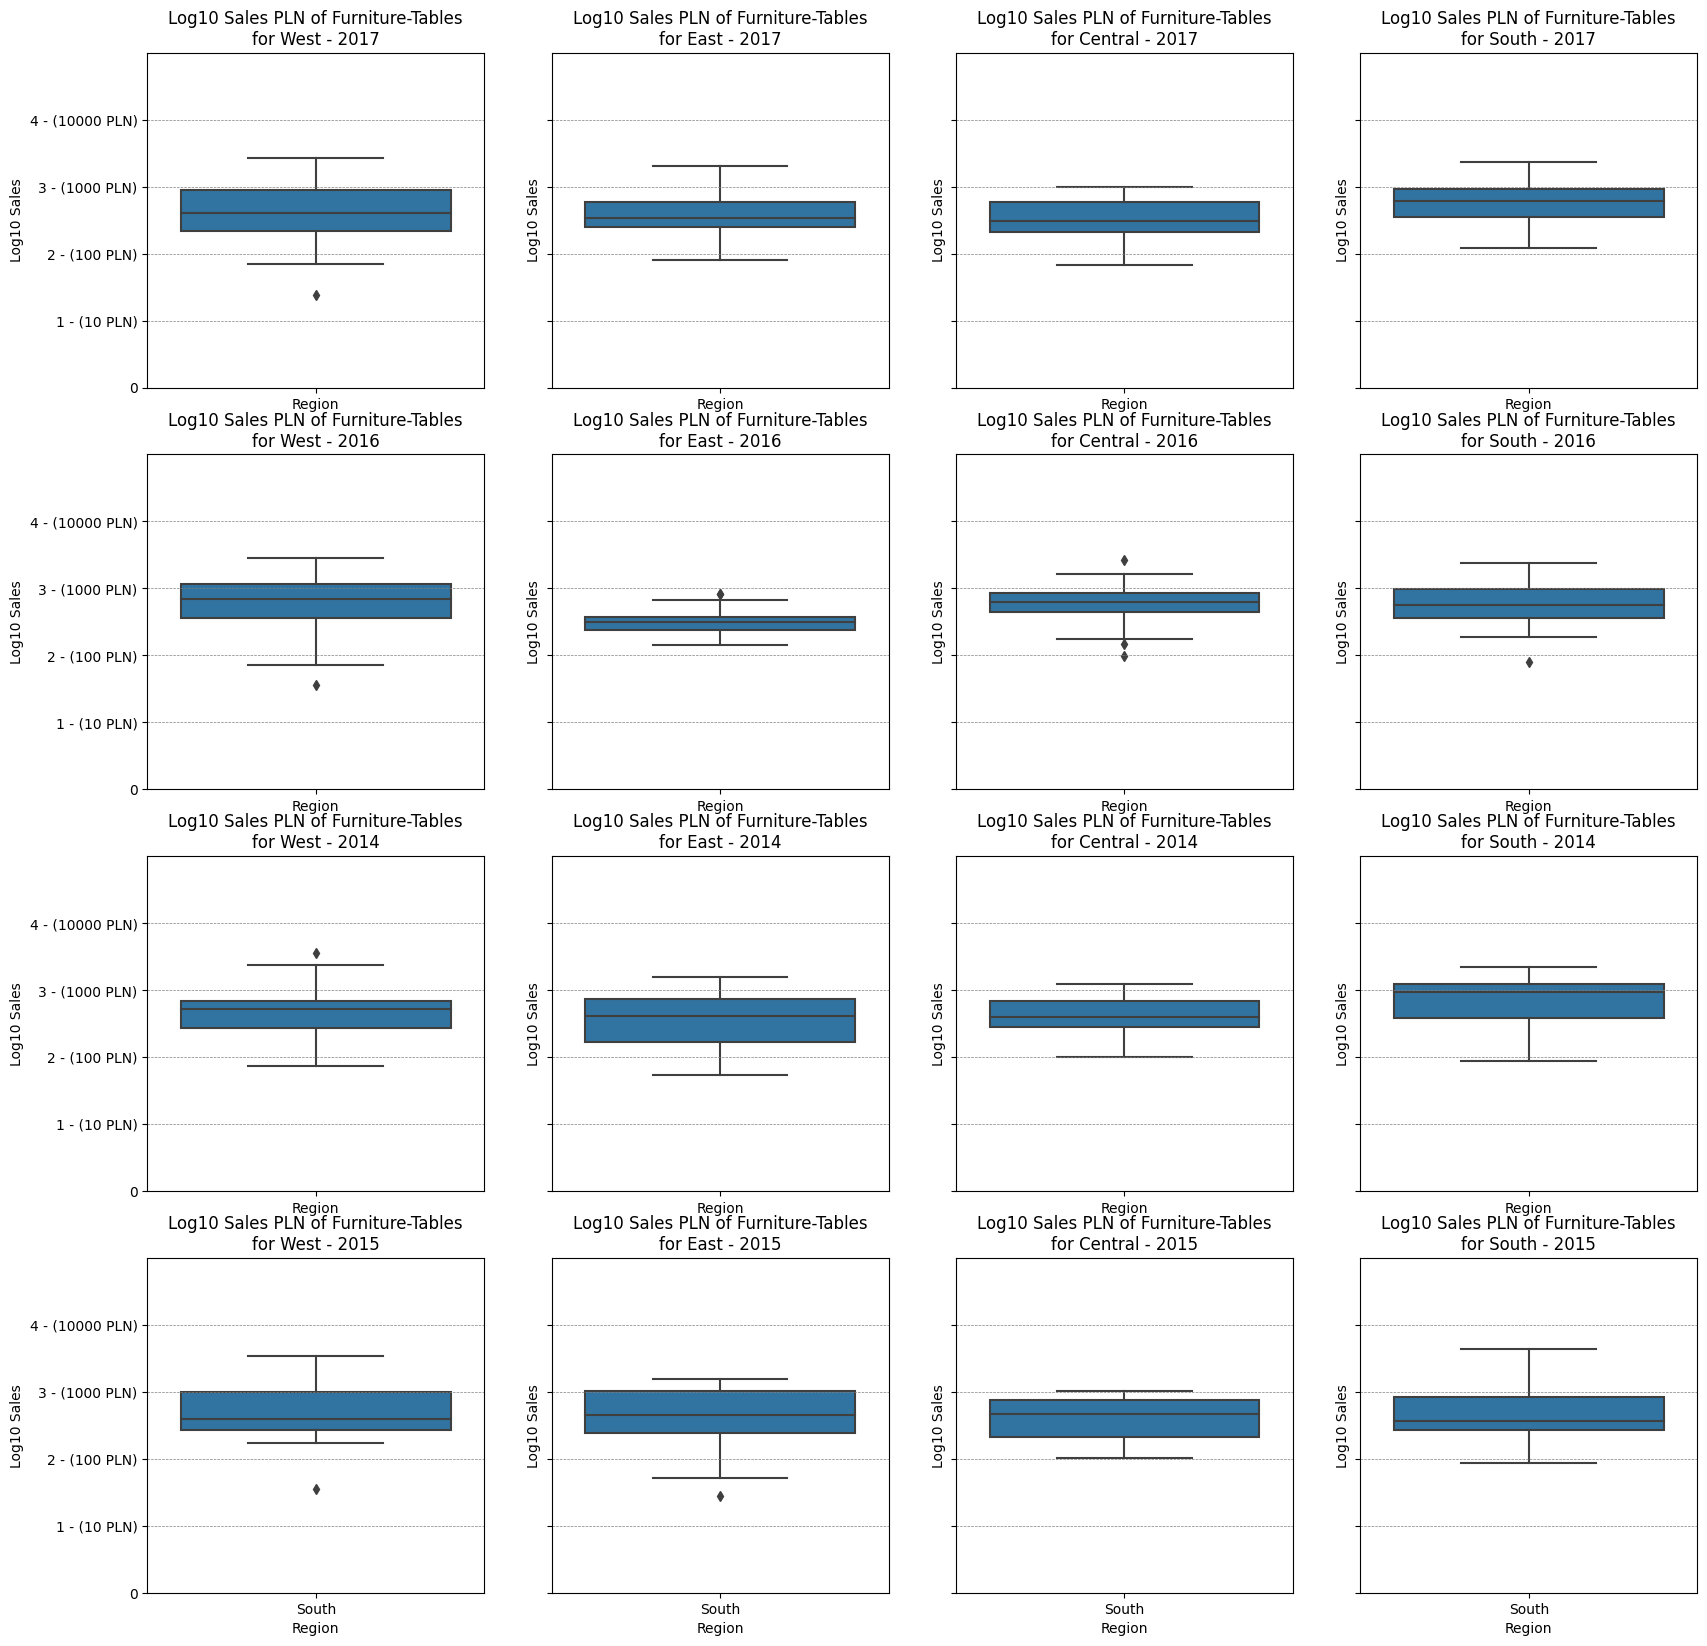 Log10 Sales PLN of Furniture-Tables
for West - 2017
Log10 Sales PLN of Furniture-Tables
for East - 2017
Log10 Sales PLN of Furniture-Tables
for Central - 2017
Log10 Sales PLN of Furniture-Tables
for South - 2017
4 - (10000 PLN)
3 - (1000 PLN)
2 - (100 PLN)
1 - (10 PLN)
0
Log10 Sales
Log10 Sales
Log10 Sales
Log10 Sales
Region
Region
Region
Region
Log10 Sales PLN of Furniture-Tables
for West - 2016
Log10 Sales PLN of Furniture-Tables
for East - 2016
Log10 Sales PLN of Furniture-Tables
for Central - 2016
Log10 Sales PLN of Furniture-Tables
for South - 2016
4 - (10000 PLN)
3 - (1000 PLN)
2 - (100 PLN)
1 - (10 PLN)
0
Log10 Sales
Log10 Sales
Log10 Sales
Log10 Sales
Region
Region
Region
Region
Log10 Sales PLN of Furniture-Tables
for West - 2014
Log10 Sales PLN of Furniture-Tables
for East - 2014
Log10 Sales PLN of Furniture-Tables
for Central - 2014
Log10 Sales PLN of Furniture-Tables
for South - 2014
4 - (10000 PLN)
3 - (1000 PLN)
2 - (100 PLN)
1 - (10 PLN)
0
Log10 Sales
Log10 Sales
Log10 Sales
Log10 Sales
Region
Region
Region
Region
Log10 Sales PLN of Furniture-Tables
for West - 2015
Log10 Sales PLN of Furniture-Tables
for East - 2015
Log10 Sales PLN of Furniture-Tables
for Central - 2015
Log10 Sales PLN of Furniture-Tables
for South - 2015
4 - (10000 PLN)
3 - (1000 PLN)
2 - (100 PLN)
1 - (10 PLN)
0
Log10 Sales
Log10 Sales
Log10 Sales
Log10 Sales
South
South
South
South
Region
Region
Region
Region